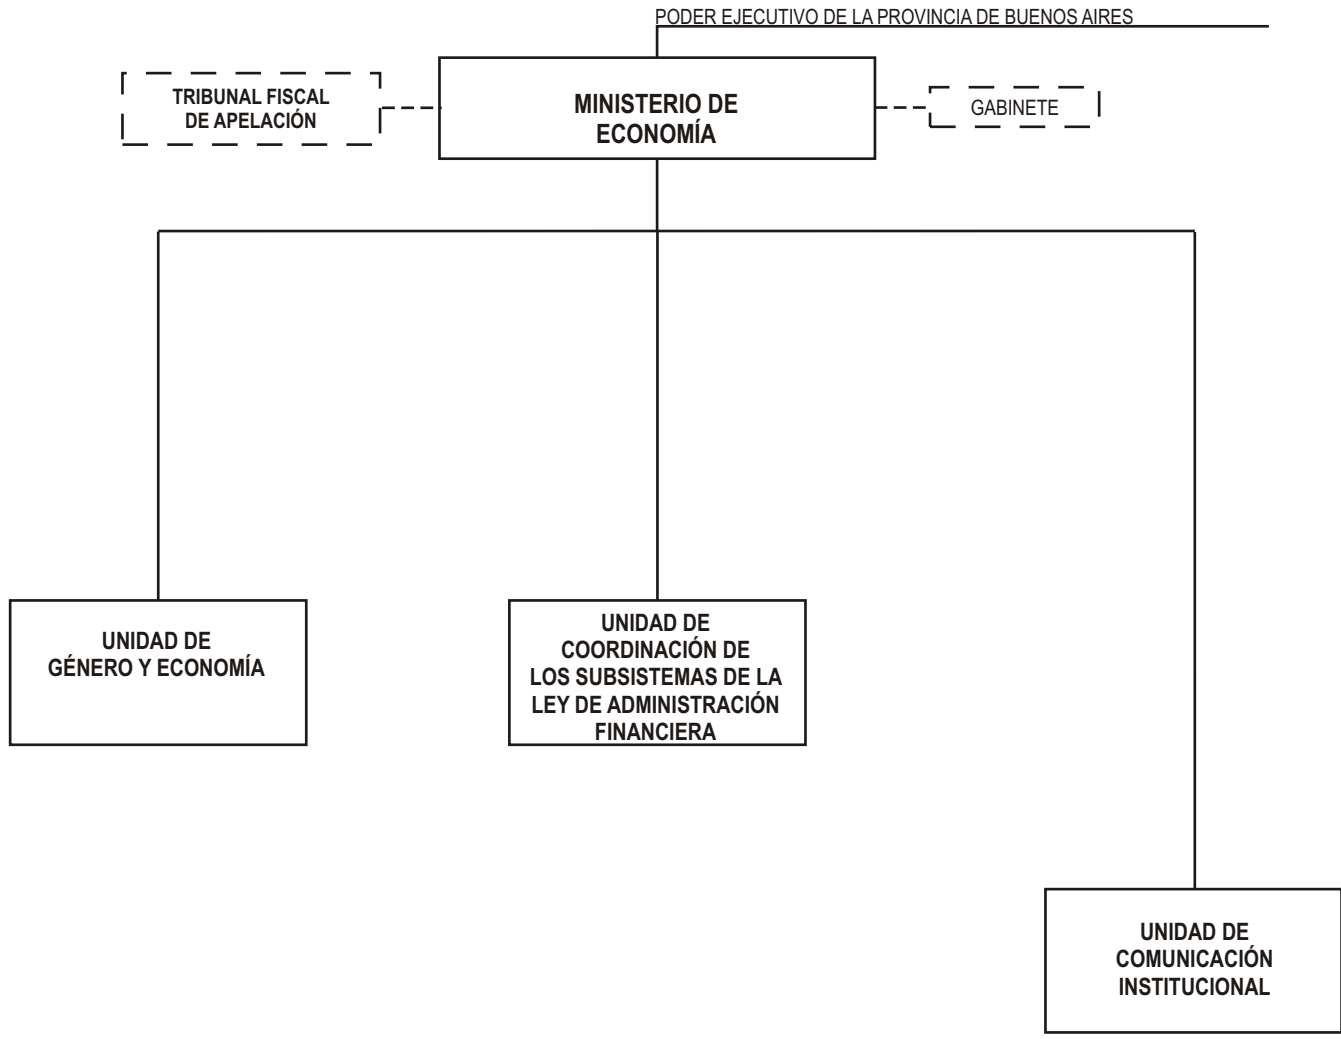 PODER EJECUTIVO DE LA PROVINCIA DE BUENOS AIRES
TRIBUNAL FISCAL
DE APELACIÓN
MINISTERIO DE
ECONOMÍA
GABINETE
UNIDAD DE
GÉNERO Y ECONOMÍA
UNIDAD DE
COORDINACIÓN DE
LOS SUBSISTEMAS DE LA
LEY DE ADMINISTRACIÓN
FINANCIERA
UNIDAD DE
COMUNICACIÓN
INSTITUCIONAL